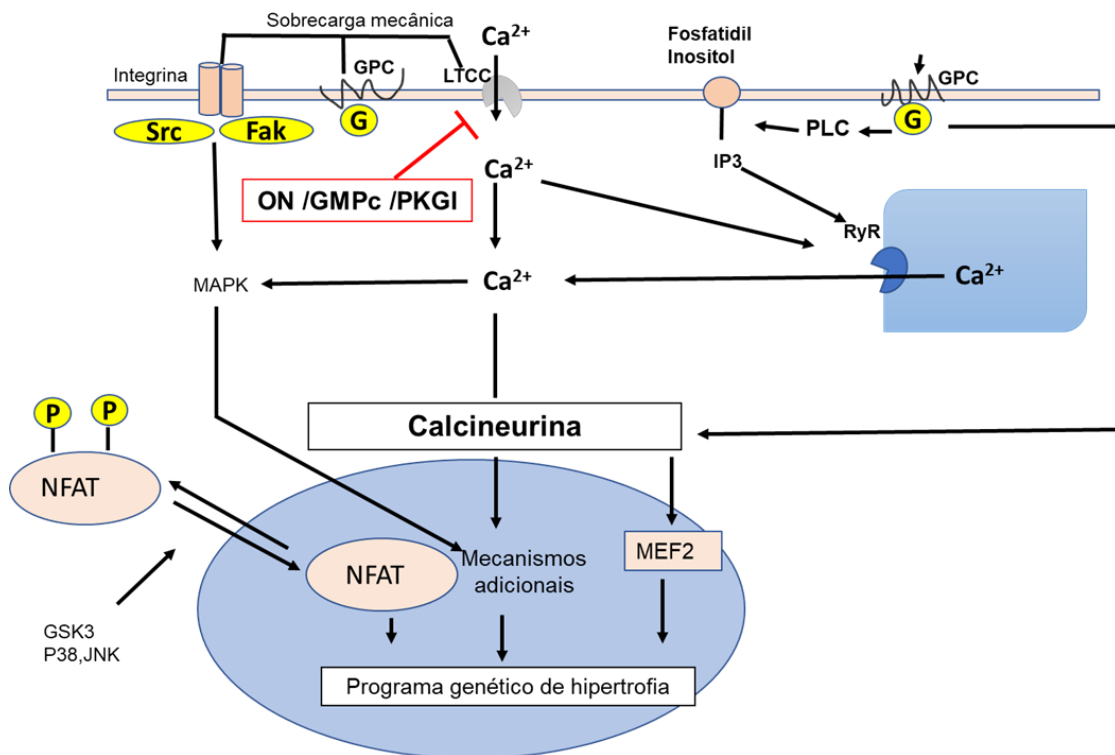 Sobrecarga mecânica
Ca²⁺
Fosfatidil
Inositol
Integrina
GPC
LTCC
GPC
Src
Fak
G
PLC
G
IP3
ON /GMPc /PKGI
Ca²⁺
RyR
MAPK
Ca²⁺
Ca²⁺
P
P
Calcineurina
NFAT
NFAT
Mecanismos
adicionais
MEF2
GSK3
P38,JNK
Programa genético de hipertrofia